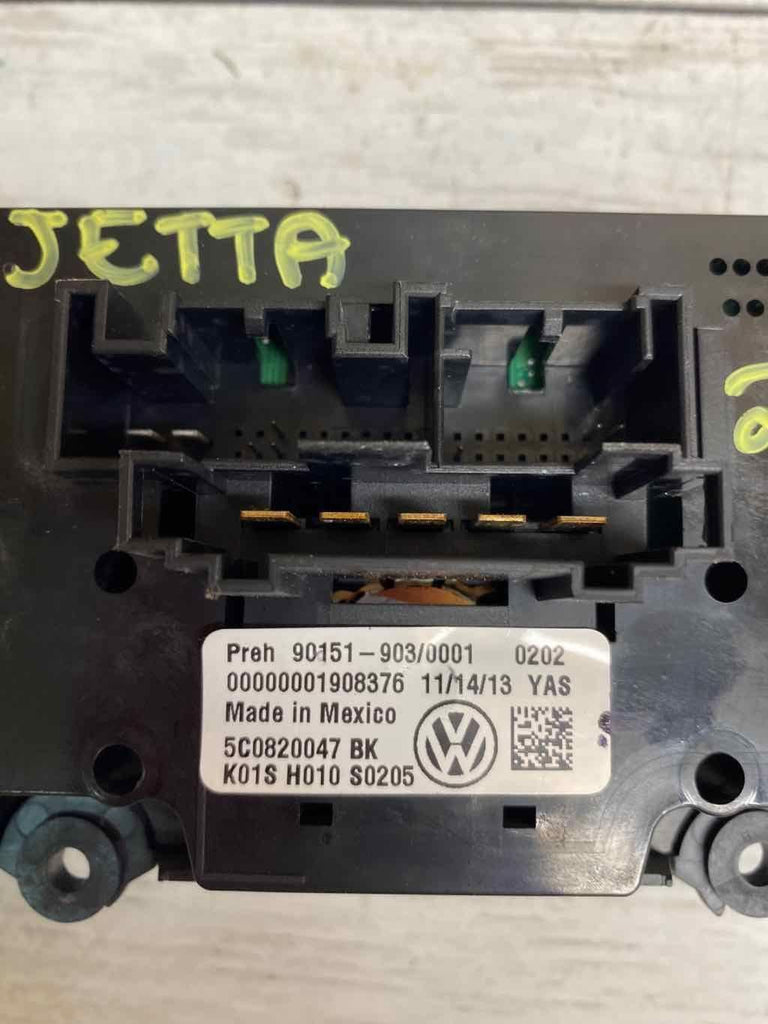 JETTA
Preh 90151-903/0001 0202
00000001908376 11/14/13 YAS
Made in Mexico
5C0820047 BK
K01S H010 S0205